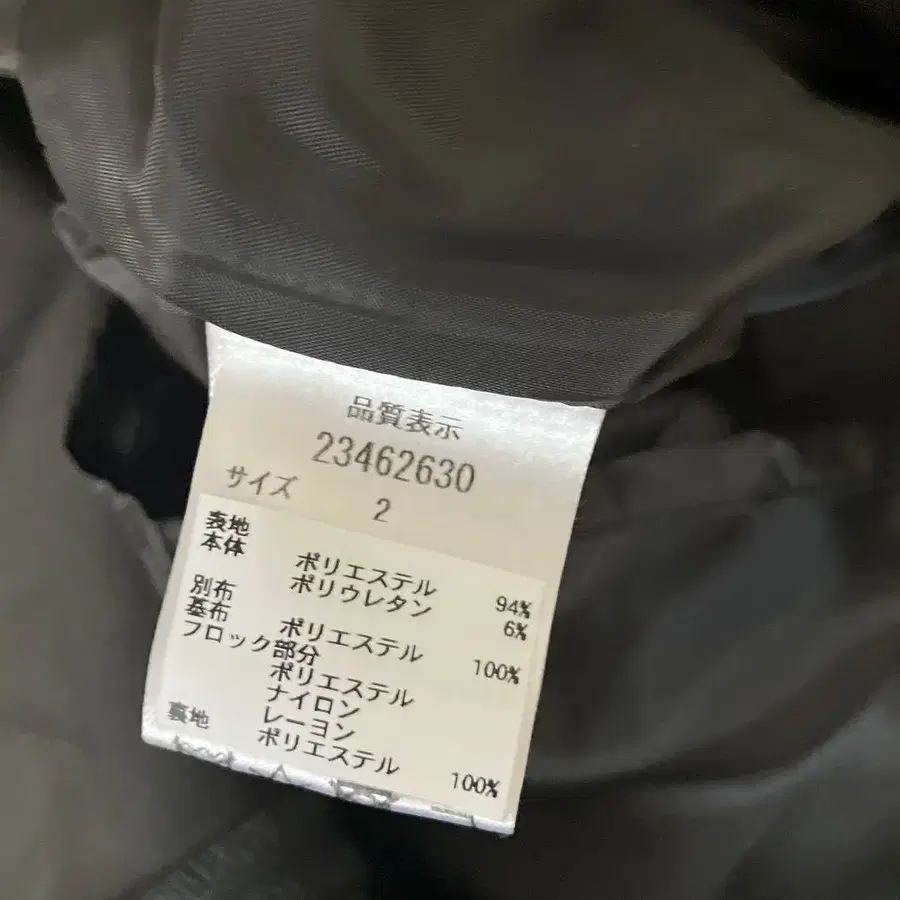 品質表示
23462630
サイズ 2
表地
本体 ポリエステル 94%
ポリウレタン 6%
別布
基布 ポリエステル 100%
フロック部分
ポリエステル
ナイロン
レーヨン
裏地 ポリエステル 100%